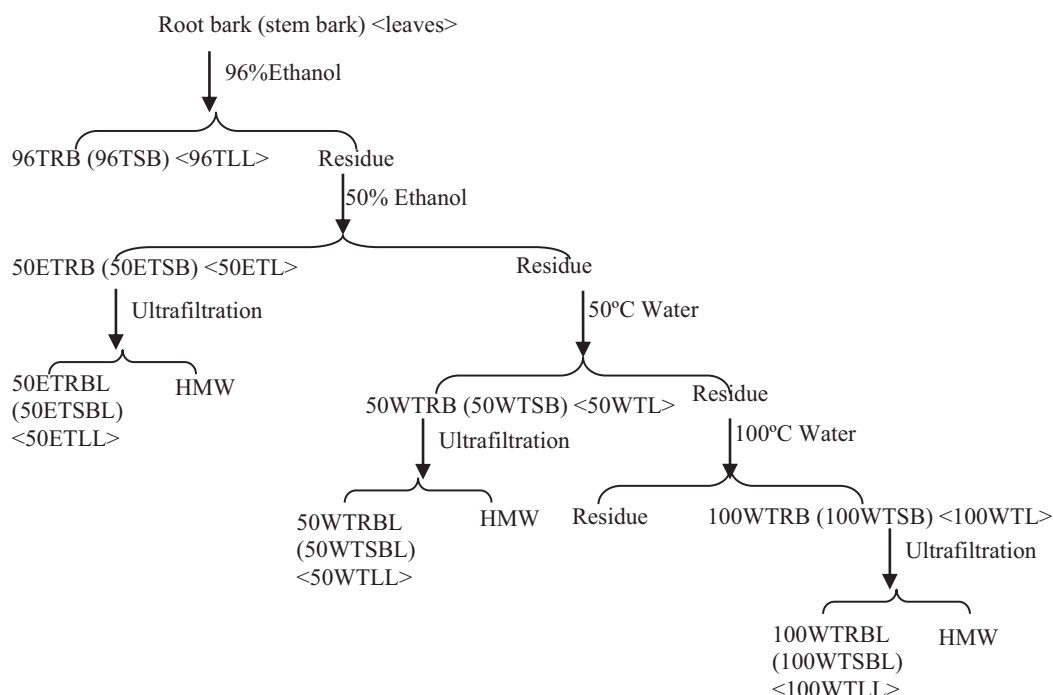 Root bark (stem bark) <leaves>
96%Ethanol
96TRB (96TSB) <96TLL>
Residue
50% Ethanol
50ETRB (50ETSB) <50ETL>
Residue
Ultrafiltration
50ºC Water
50ETRBL
(50ETSBL)
<50ETLL>
HMW
50WTRB (50WTSB) <50WTL>
Residue
Ultrafiltration
100ºC Water
50WTRBL
(50WTSBL)
<50WTLL>
HMW
Residue
100WTRB (100WTSB) <100WTL>
Ultrafiltration
100WTRBL
(100WTSBL)
<100WTLL>
HMW